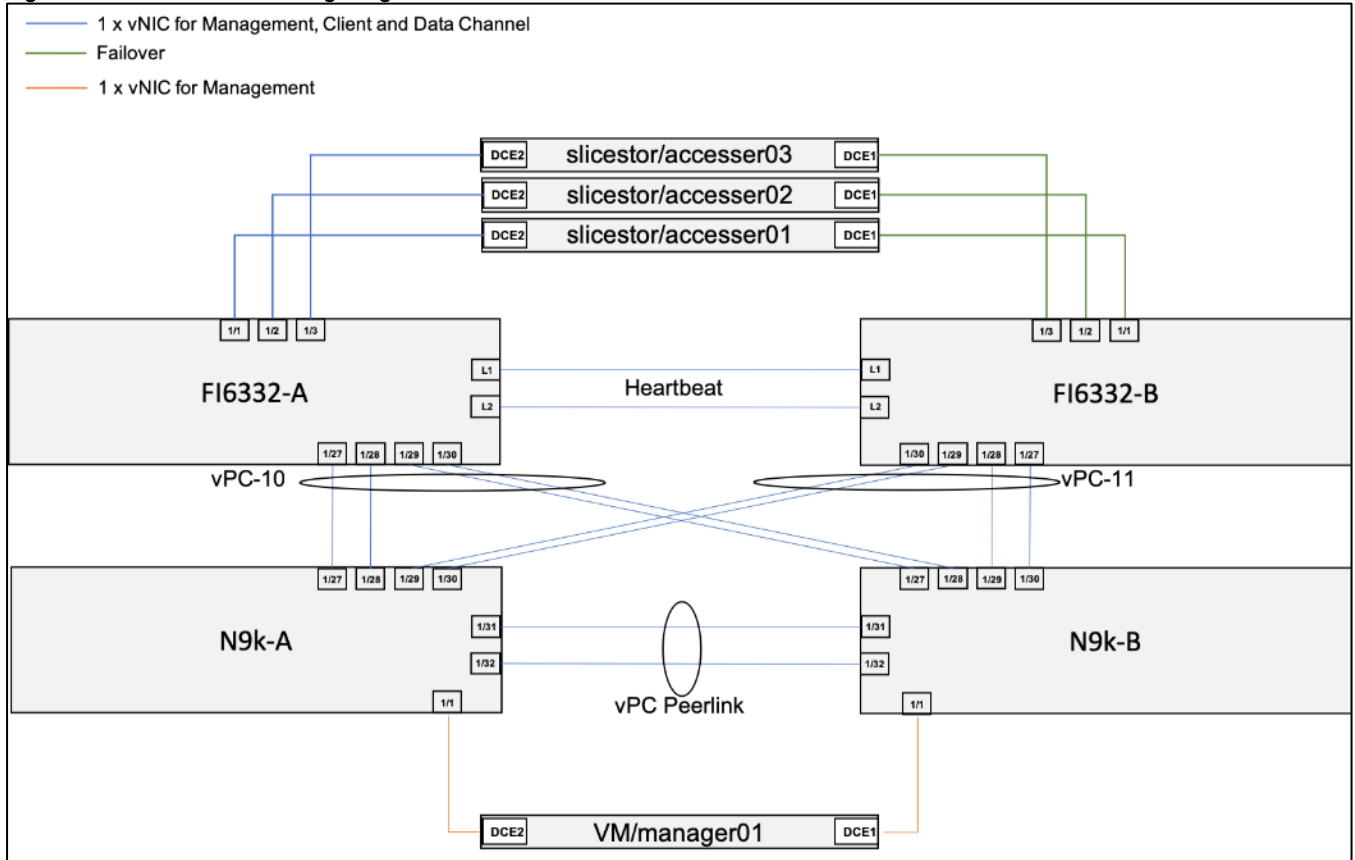 1 x vNIC for Management, Client and Data Channel
Failover
1 x vNIC for Management
DCE2 slicestor/accesser03 DCE1
DCE2 slicestor/accesser02 DCE1
DCE2 slicestor/accesser01 DCE1
1/1 1/2 1/3
1/3 1/2 1/1
FI6332-A
L1
L2
Heartbeat
L1
L2
FI6332-B
1/27 1/28 1/29 1/30
1/30 1/29 1/28 1/27
vPC-10
vPC-11
1/27 1/28 1/29 1/30
1/27 1/28 1/29 1/30
N9k-A
1/31
1/32
1/31
1/32
N9k-B
vPC Peerlink
1/1
1/1
DCE2 VM/manager01 DCE1